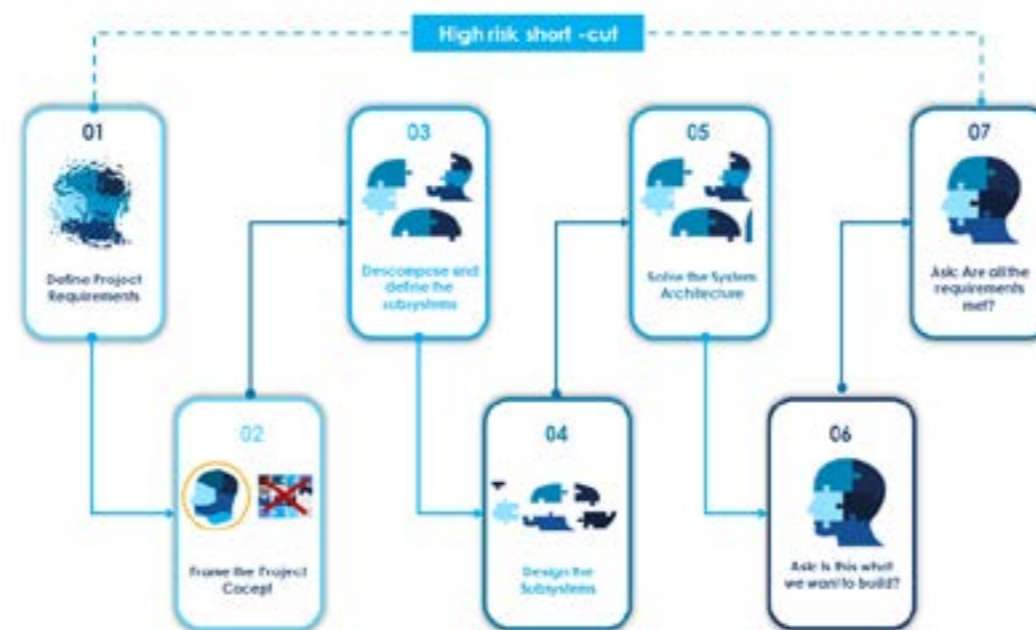 High risk short -cut
01
Define Project
Requirements
02
Frame the Project
Cocept
03
Descompose and
define the
subsystems
04
Design the
Subsystems
05
Solve the System
Architecture
06
Ask: Is this what
we want to build?
07
Ask: Are all the
requirements
met?